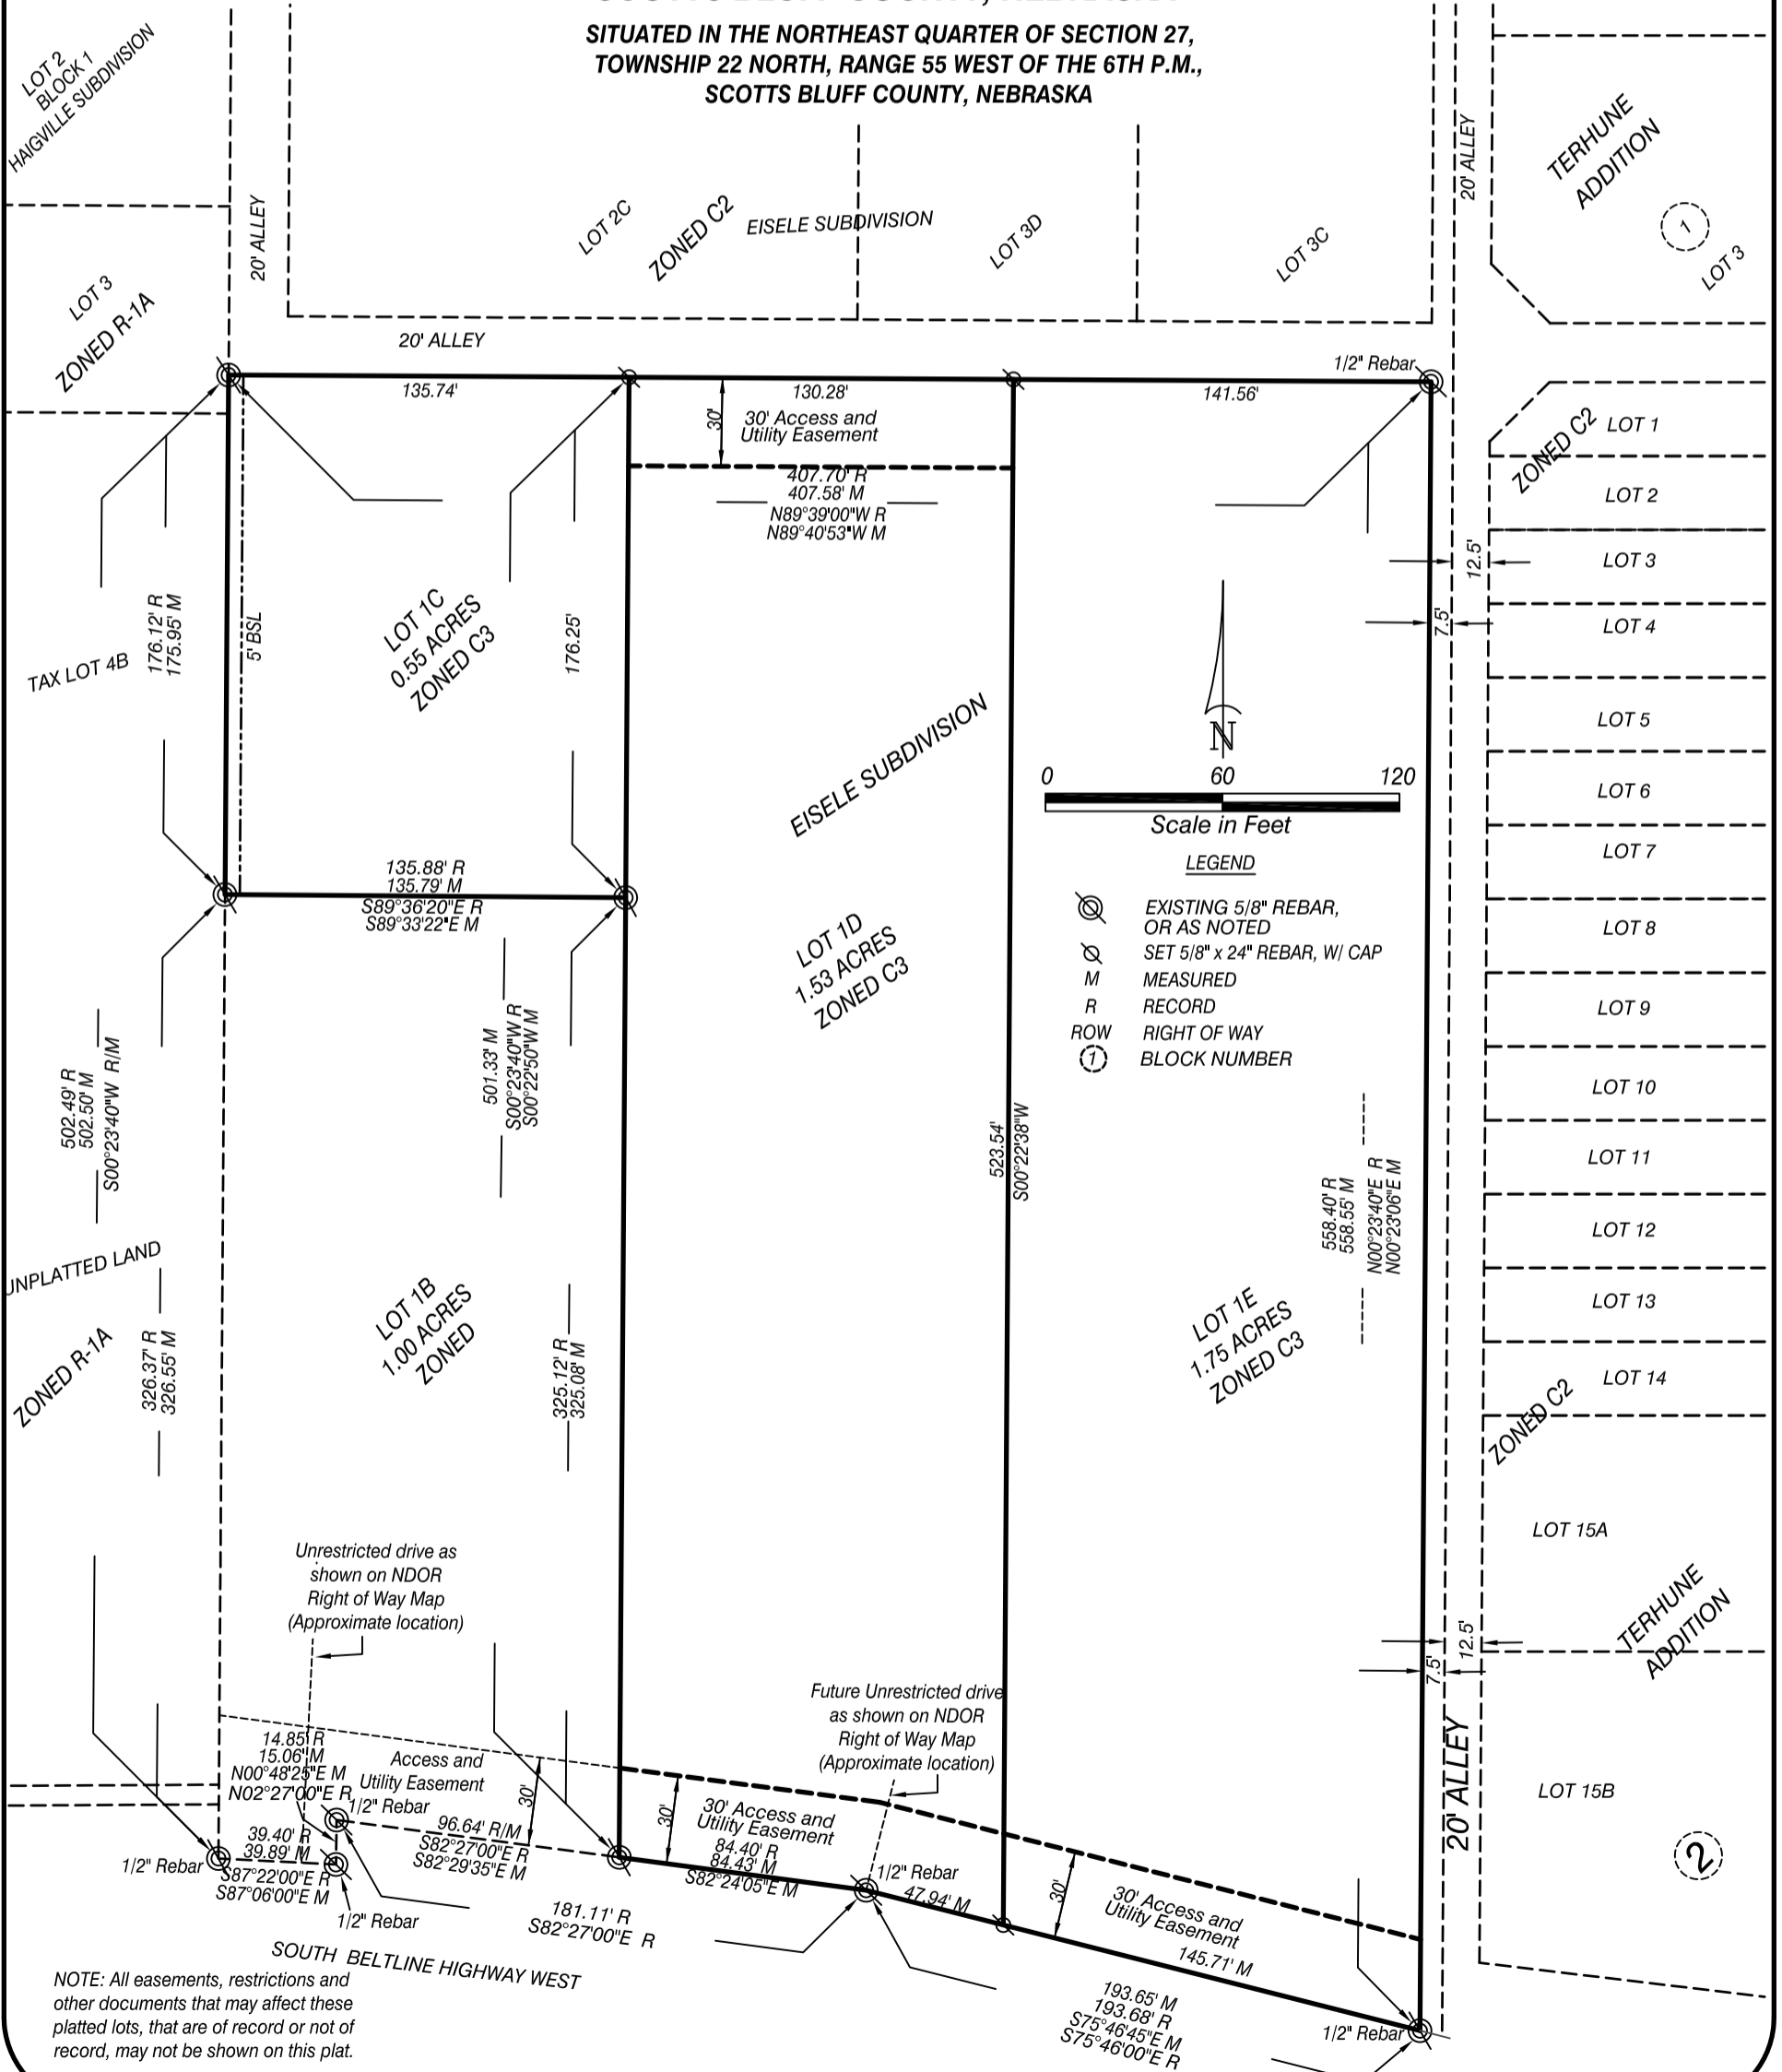 SITUATED IN THE NORTHEAST QUARTER OF SECTION 27,
TOWNSHIP 22 NORTH, RANGE 55 WEST OF THE 6TH P.M.,
SCOTTS BLUFF COUNTY, NEBRASKA
LOT 2
BLOCK 1
HAIGVILLE SUBDIVISION
20' ALLEY
LOT 2C
ZONED C2
EISELE SUBDIVISION
LOT 3D
LOT 3C
20' ALLEY
TERHUNE
ADDITION
1
LOT 3
LOT 3
ZONED R-1A
20' ALLEY
1/2" Rebar
135.74'
130.28'
141.56'
30'
30' Access and
Utility Easement
407.70' R
407.58' M
N89°39'00"W R
N89°40'53"W M
ZONED C2
LOT 1
LOT 2
LOT 3
LOT 4
LOT 5
LOT 6
LOT 7
LOT 8
LOT 9
LOT 10
LOT 11
LOT 12
LOT 13
LOT 14
12.5'
7.5'
TAX LOT 4B
176.12' R
175.95' M
5' BSL
LOT 1C
0.55 ACRES
ZONED C3
176.25'
EISELE SUBDIVISION
N
0 60 120
Scale in Feet
LEGEND
EXISTING 5/8" REBAR,
OR AS NOTED
SET 5/8" x 24" REBAR, W/ CAP
M MEASURED
R RECORD
ROW RIGHT OF WAY
1 BLOCK NUMBER
135.88' R
135.79' M
S89°36'20"E R
S89°33'22"E M
LOT 1D
1.53 ACRES
ZONED C3
502.49' R
502.50' M
S00°23'40"W R/M
501.33' M
S00°23'40"W R
S00°22'50"W M
523.54'
S00°22'38"W
558.40' R
558.55' M
N00°23'40"E R
N00°23'06"E M
UNPLATTED LAND
ZONED R-1A
326.37' R
326.55' M
LOT 1B
1.00 ACRES
ZONED
325.12' R
325.08' M
LOT 1E
1.75 ACRES
ZONED C3
ZONED C2
LOT 15A
TERHUNE
ADDITION
12.5'
7.5'
20' ALLEY
LOT 15B
2
Unrestricted drive as
shown on NDOR
Right of Way Map
(Approximate location)
Future Unrestricted drive
as shown on NDOR
Right of Way Map
(Approximate location)
14.85' R
15.06' M
N00°48'25"E M
N02°27'00"E R
Access and
Utility Easement
30'
1/2" Rebar
96.64' R/M
S82°27'00"E R
S82°29'35"E M
39.40' R
39.89' M
S87°22'00"E R
S87°06'00"E M
1/2" Rebar
1/2" Rebar
30'
30' Access and
Utility Easement
84.40' R
84.43' M
S82°24'05"E M
1/2" Rebar
47.94' M
30'
30' Access and
Utility Easement
145.71' M
181.11' R
S82°27'00"E R
193.65' M
193.68' R
S75°46'45"E M
S75°46'00"E R
1/2" Rebar
SOUTH BELTLINE HIGHWAY WEST
NOTE: All easements, restrictions and
other documents that may affect these
platted lots, that are of record or not of
record, may not be shown on this plat.